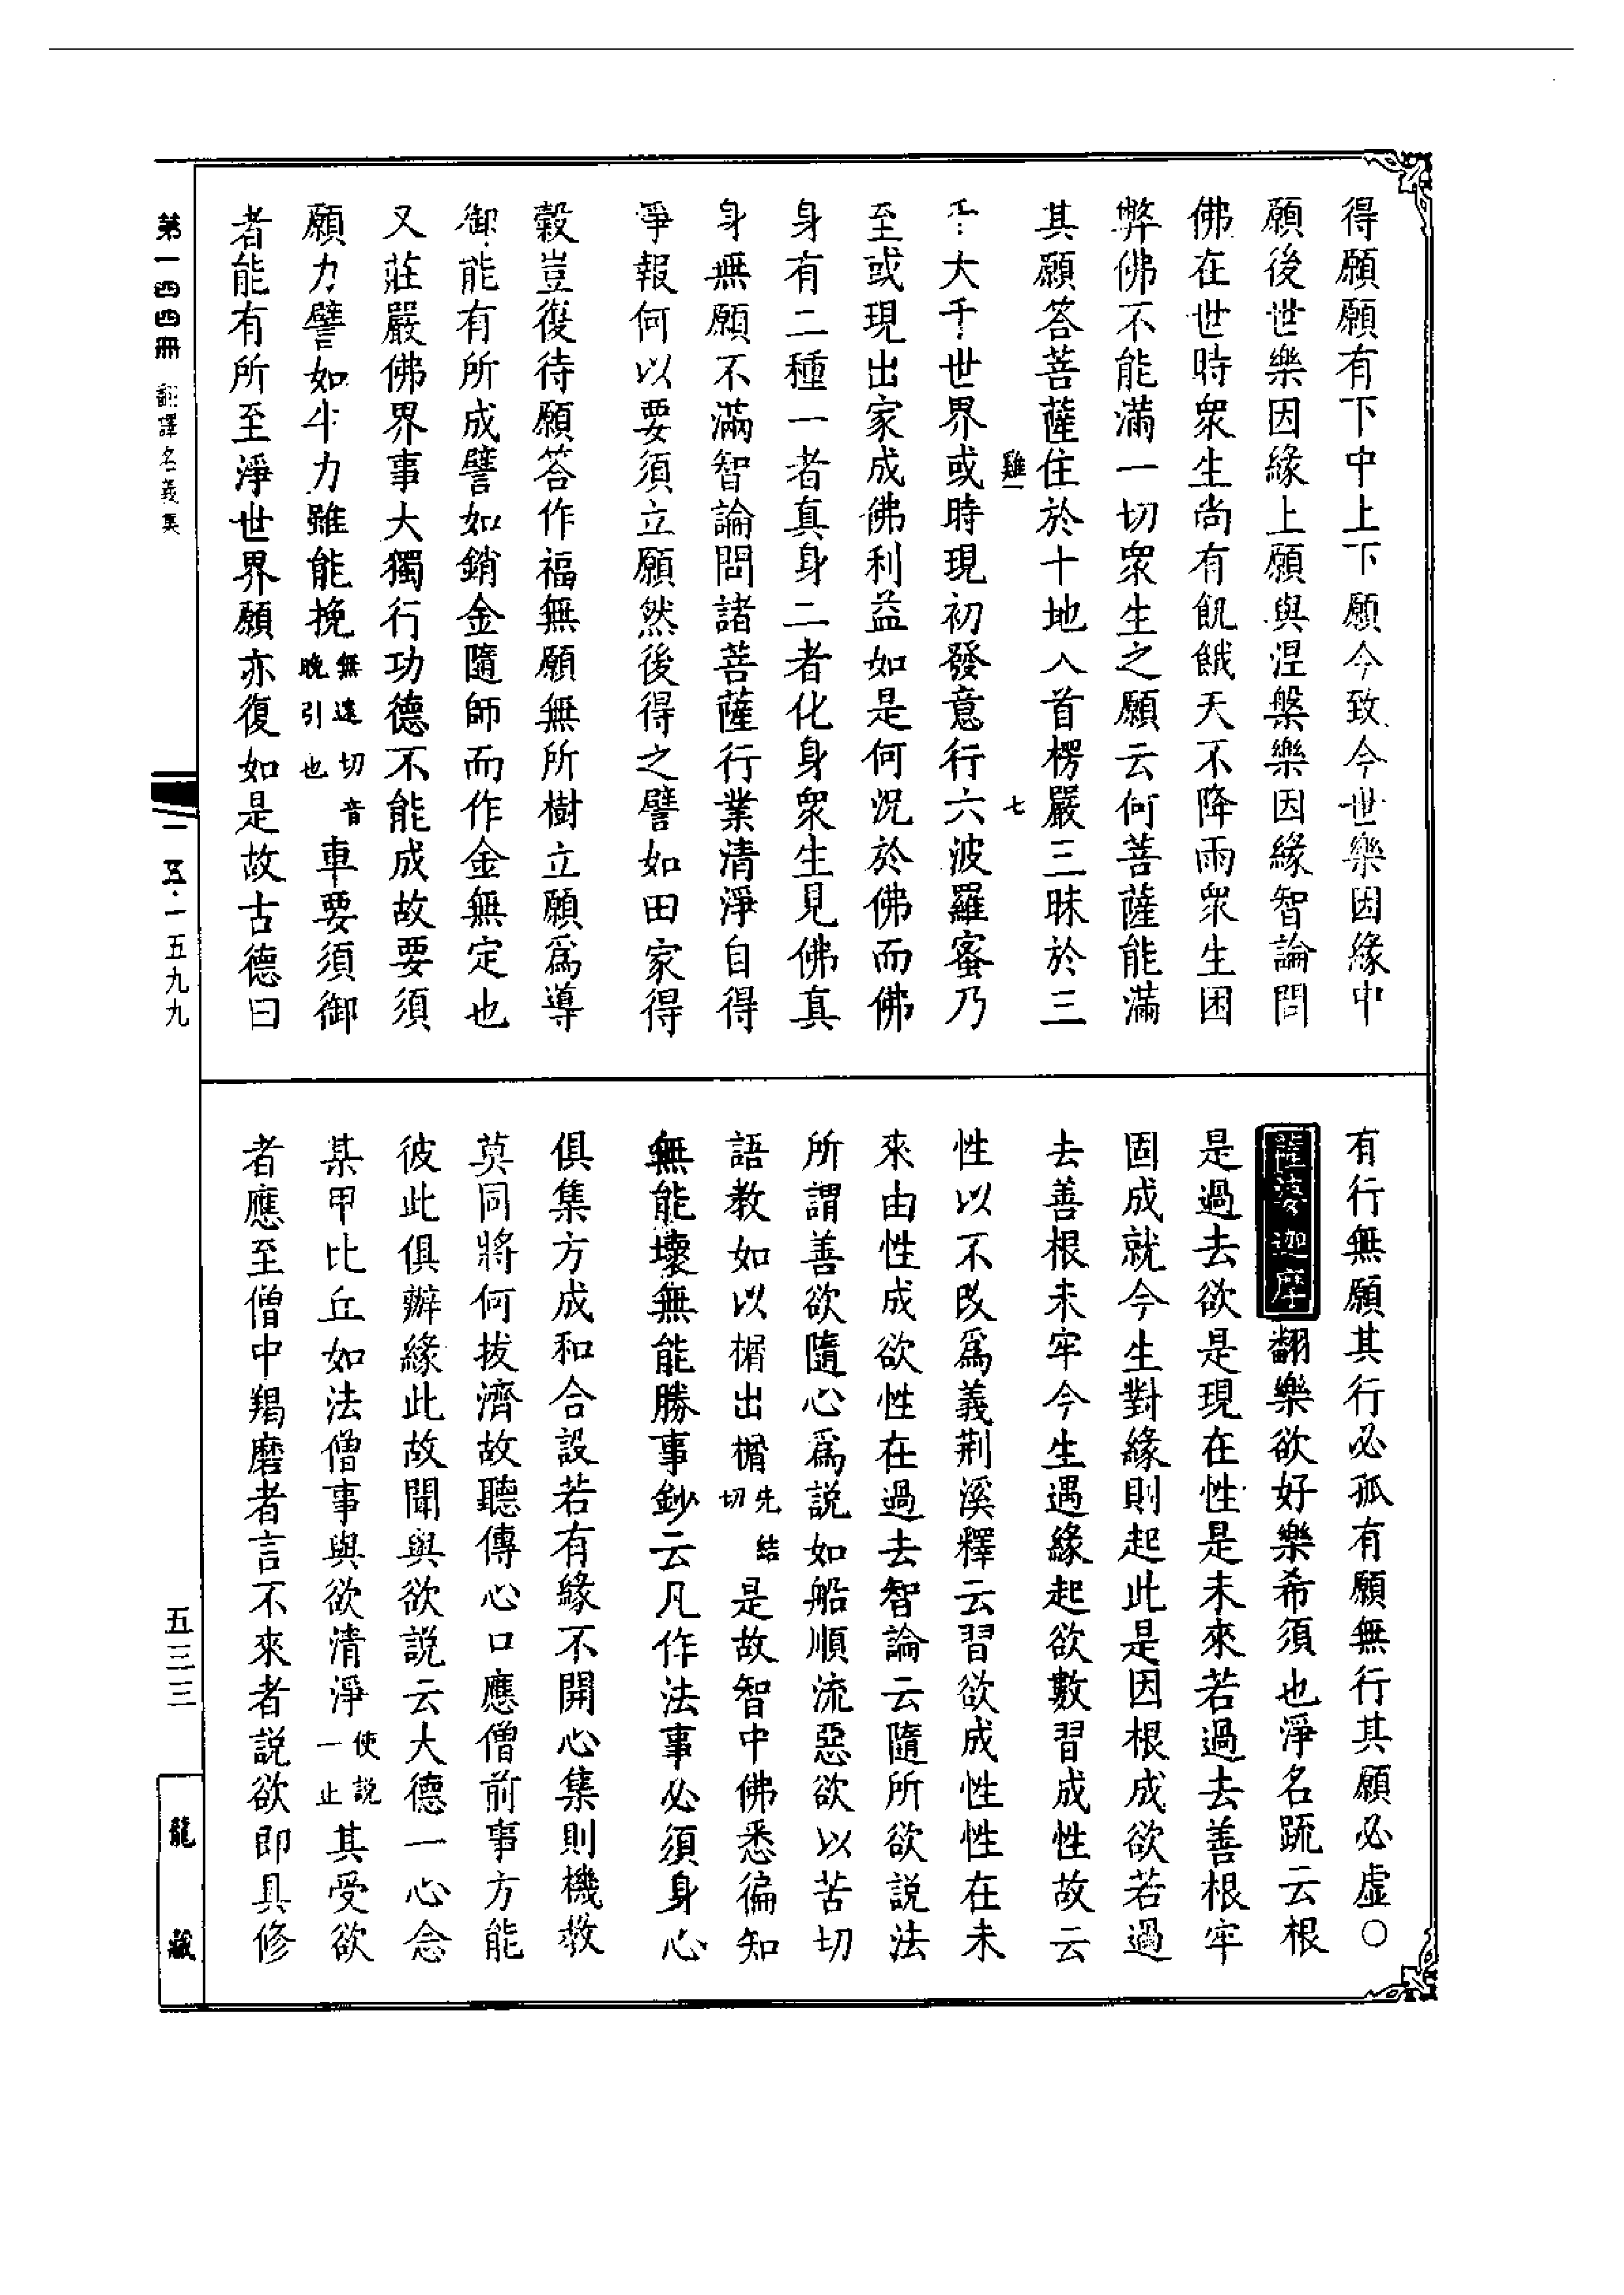 得願願有下中上下願今致今世樂因緣中
願後世樂因緣上願與涅槃樂因緣智論問
佛在世時衆生尚有飢餓天不降雨衆生困
弊佛不能滿一切衆生之願云何菩薩能滿
其願答菩薩住於十地入首楞嚴三昧於三
雞一 七
千大千世界或時現初發意行六波羅蜜乃
至或現出家成佛利益如是何況於佛而佛
身有二種一者真身二者化身衆生見佛真
身無願不滿智論問諸菩薩行業清淨自得
淨報何以要須立願然後得之譬如田家得
穀豈復待願答作福無願無所樹立願爲導
御能有所成譬如銷金隨師而作金無定也
又莊嚴佛界事大獨行功德不能成故要須
願力譬如牛力雖能挽無遠切音晚引也車要須御
者能有所至淨世界願亦復如是故古德曰
有行無願其行必孤有願無行其願必虛○
薩婆迦摩翻樂欲好樂希須也淨名䟽云根
是過去欲是現在性是未來若過去善根牢
固成就今生對緣則起此是因根成欲若過
去善根未牢今生遇緣起欲數習成性故云
性以不改爲義荆溪釋云習欲成性性在未
來由性成欲性在過去智論云隨所欲説法
所謂善欲隨心爲説如船順流惡欲以苦切
語教如以楔出楔先結切是故智中佛悉徧知
無能壞無能勝事鈔云凡作法事必須身心
俱集方成和合設若有緣不開心集則機教
莫同將何拔濟故聽傳心口應僧前事方能
彼此俱辦緣此故聞與欲説云大德一心念
某甲比丘如法僧事與欲清淨使説一止其受欲
者應至僧中羯磨者言不來者説欲即具修
第一四四冊 翻譯名義集
一五·一五九九
五三三
龍藏